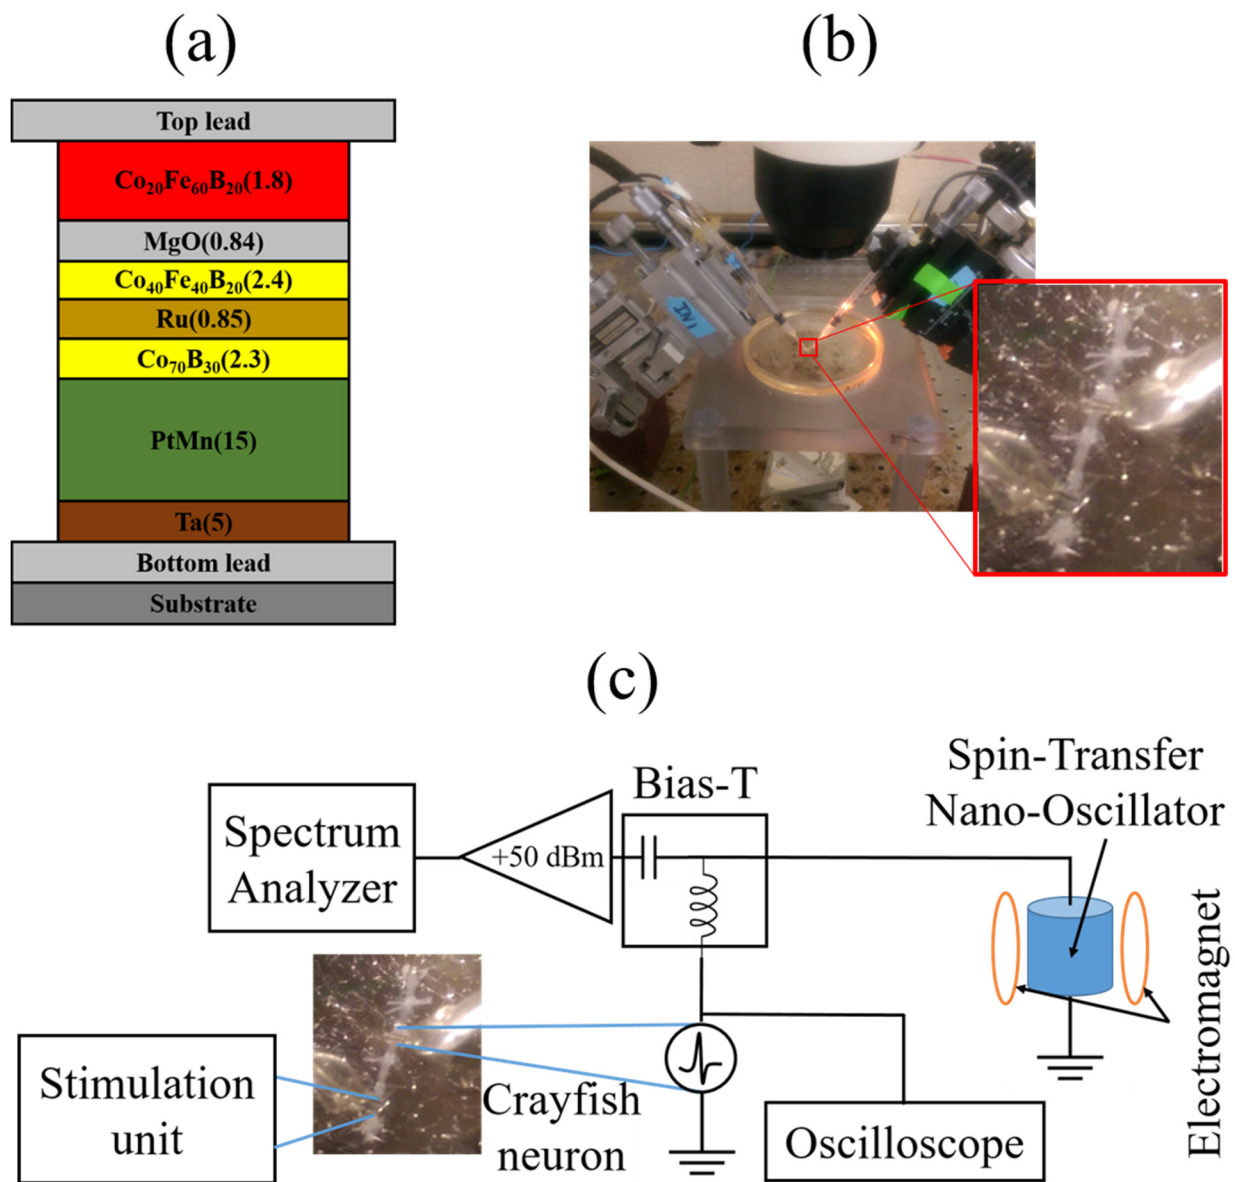 (a)
Top lead
Co₂₀Fe₆₀B₂₀(1.8)
MgO(0.84)
Co₄₀Fe₄₀B₂₀(2.4)
Ru(0.85)
Co₇₀B₃₀(2.3)
PtMn(15)
Ta(5)
Bottom lead
Substrate
(b)
(c)
Spectrum
Analyzer
+50 dBm
Bias-T
Spin-Transfer
Nano-Oscillator
Electromagnet
Stimulation
unit
Crayfish
neuron
Oscilloscope